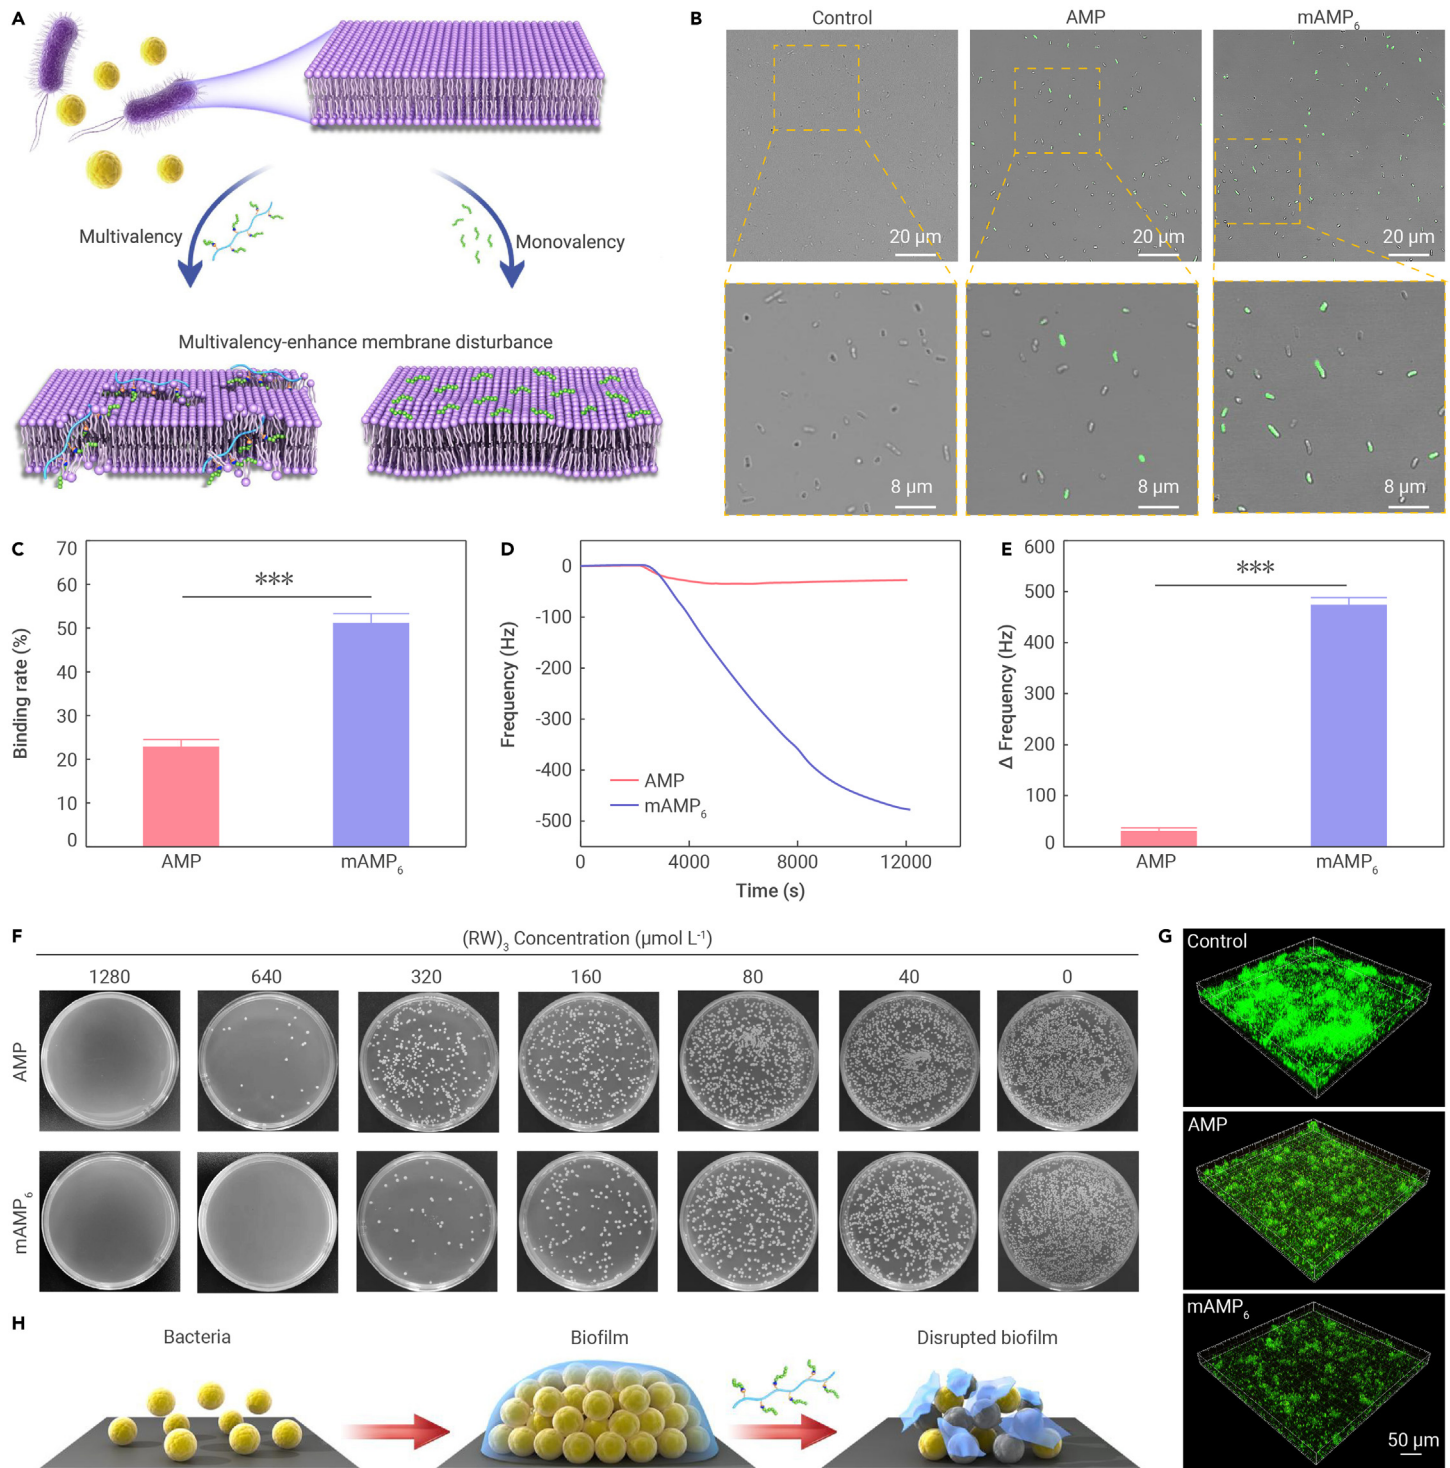 A
Multivalency
Monovalency
Multivalency-enhance membrane disturbance
B
Control
AMP
mAMP6
20 µm
20 µm
20 µm
8 µm
8 µm
8 µm
C
Binding rate (%)
70
60
50
40
30
20
10
0
***
AMP
mAMP6
D
Frequency (Hz)
0
-100
-200
-300
-400
-500
AMP
mAMP6
0
4000
8000
12000
Time (s)
E
Δ Frequency (Hz)
600
500
400
300
200
100
0
***
AMP
mAMP6
F
(RW)3 Concentration (µmol L-1)
1280 640 320 160 80 40 0
AMP
mAMP6
G
Control
AMP
mAMP6
50 µm
H
Bacteria
Biofilm
Disrupted biofilm